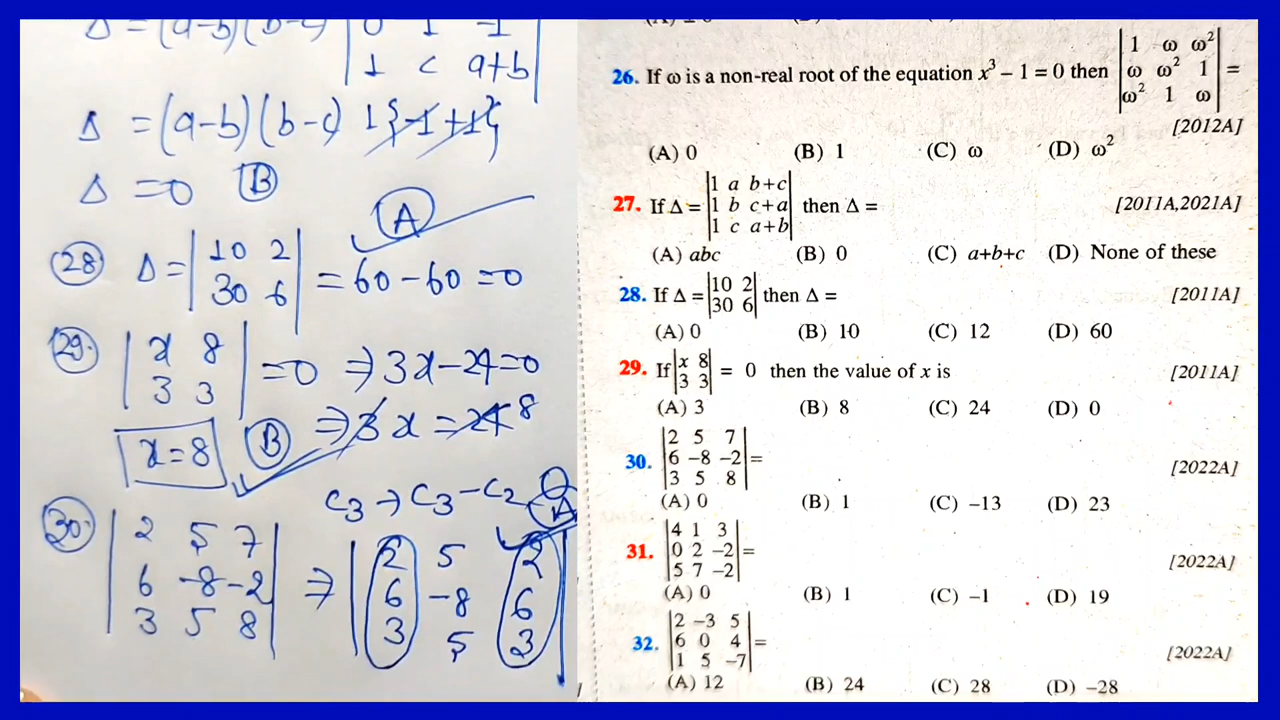 Δ = (a-b)(b-c) | 0 1 -1
1 c a+b |
Δ = (a-b)(b-c) 1{-1+1}
Δ = 0 (B)
(A)
(28) Δ = | 10 2
30 6 | = 60-60 = 0
(29) | x 8
3 3 | = 0 ⇒ 3x-24=0
⇒ 3x = 24 8
x=8 (B)
C3 → C3-C2 (A)
(30) | 2 5 7 | ⇒ | 2 5 2 |
| 6 -8 -2 | | 6 -8 6 |
| 3 5 8 | | 3 5 3 |
26. If ω is a non-real root of the equation x³ – 1 = 0 then | 1 ω ω² | =
| ω ω² 1 |
| ω² 1 ω |
[2012A]
(A) 0 (B) 1 (C) ω (D) ω²
27. If Δ = | 1 a b+c | then Δ = [2011A,2021A]
| 1 b c+a |
| 1 c a+b |
(A) abc (B) 0 (C) a+b+c (D) None of these
28. If Δ = | 10 2 | then Δ = [2011A]
| 30 6 |
(A) 0 (B) 10 (C) 12 (D) 60
29. If | x 8 | = 0 then the value of x is [2011A]
| 3 3 |
(A) 3 (B) 8 (C) 24 (D) 0
30. | 2 5 7 | = [2022A]
| 6 –8 –2 |
| 3 5 8 |
(A) 0 (B) 1 (C) –13 (D) 23
31. | 4 1 3 | = [2022A]
| 0 2 –2 |
| 5 7 –2 |
(A) 0 (B) 1 (C) –1 (D) 19
32. | 2 –3 5 | = [2022A]
| 6 0 4 |
| 1 5 –7 |
(A) 12 (B) 24 (C) 28 (D) –28